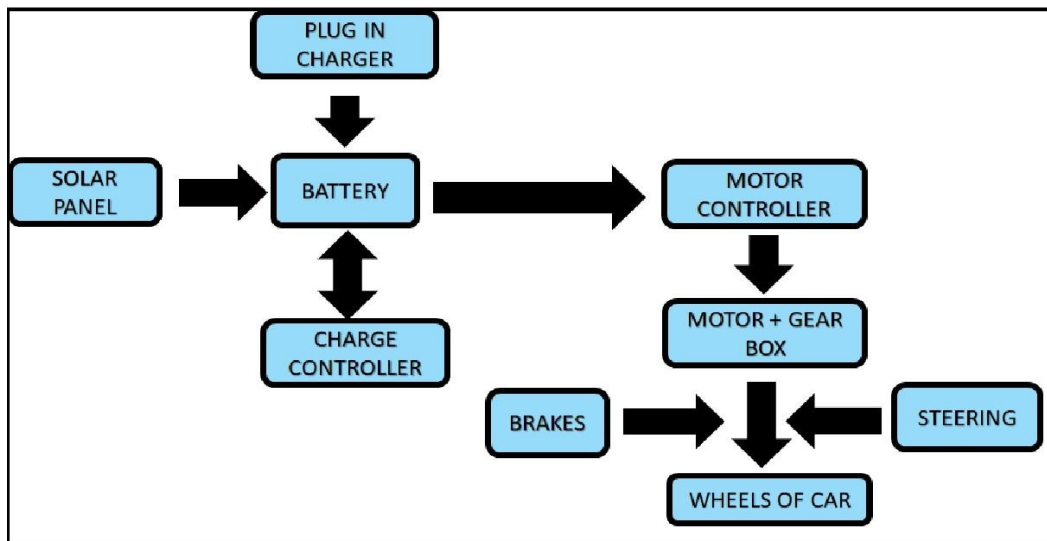 PLUG IN
CHARGER
SOLAR
PANEL
BATTERY
MOTOR
CONTROLLER
CHARGE
CONTROLLER
MOTOR + GEAR
BOX
BRAKES
STEERING
WHEELS OF CAR